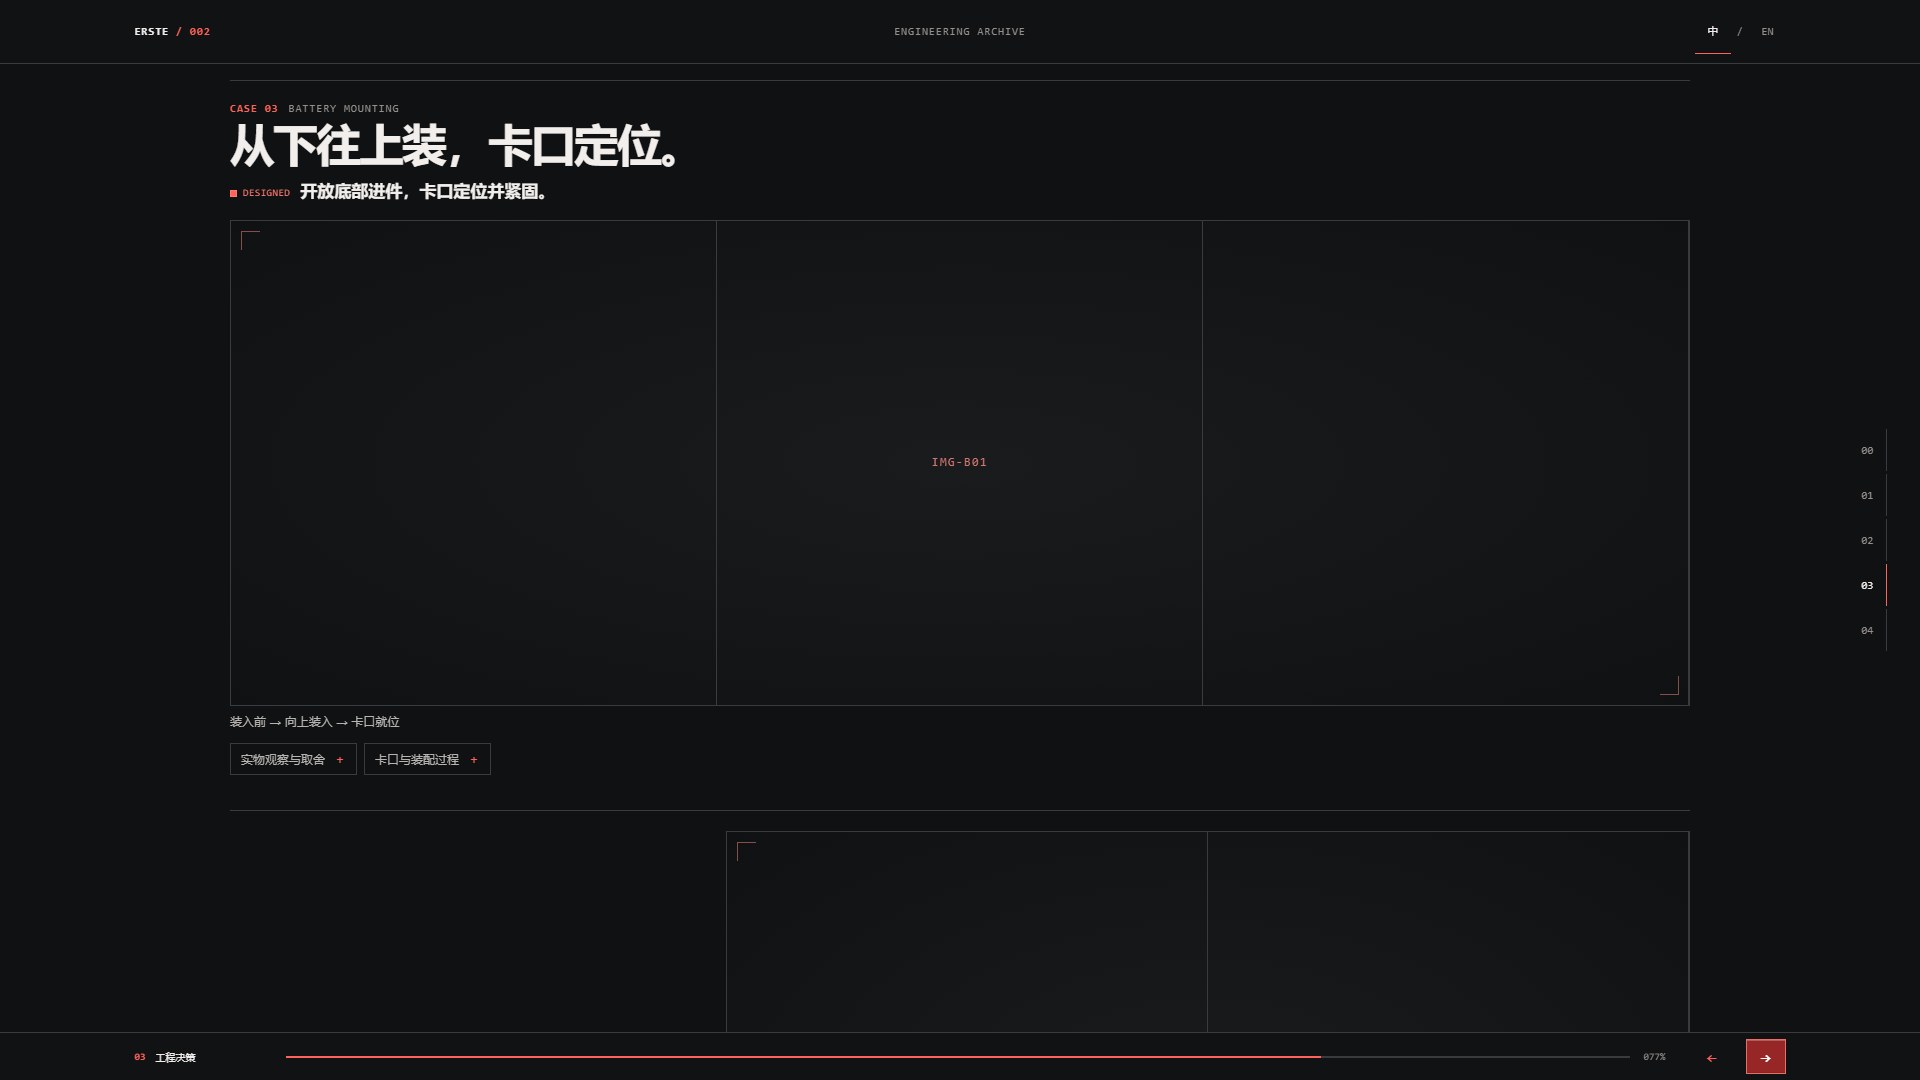 ERSTE / 002
ENGINEERING ARCHIVE
中 / EN
CASE 03 BATTERY MOUNTING
从下往上装，卡口定位。
DESIGNED 开放底部进件，卡口定位并紧固。
IMG-B01
00
01
02
03
04
装入前 → 向上装入 → 卡口就位
实物观察与取舍 +
卡口与装配过程 +
03 工程决策
077%
← →